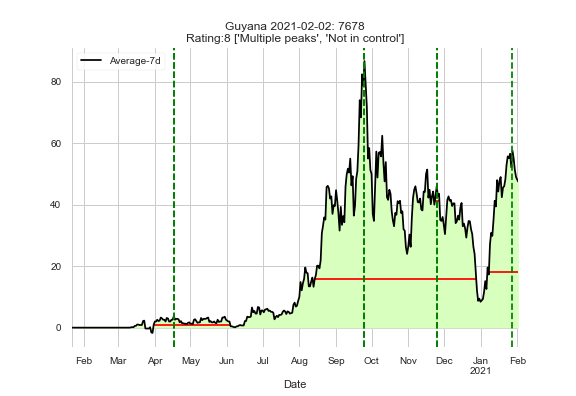 Guyana 2021-02-02: 7678
Rating:8 ['Multiple peaks', 'Not in control']
Average-7d
80
60
40
20
0
Feb Mar Apr May Jun Jul Aug Sep Oct Nov Dec Jan Feb
2021
Date